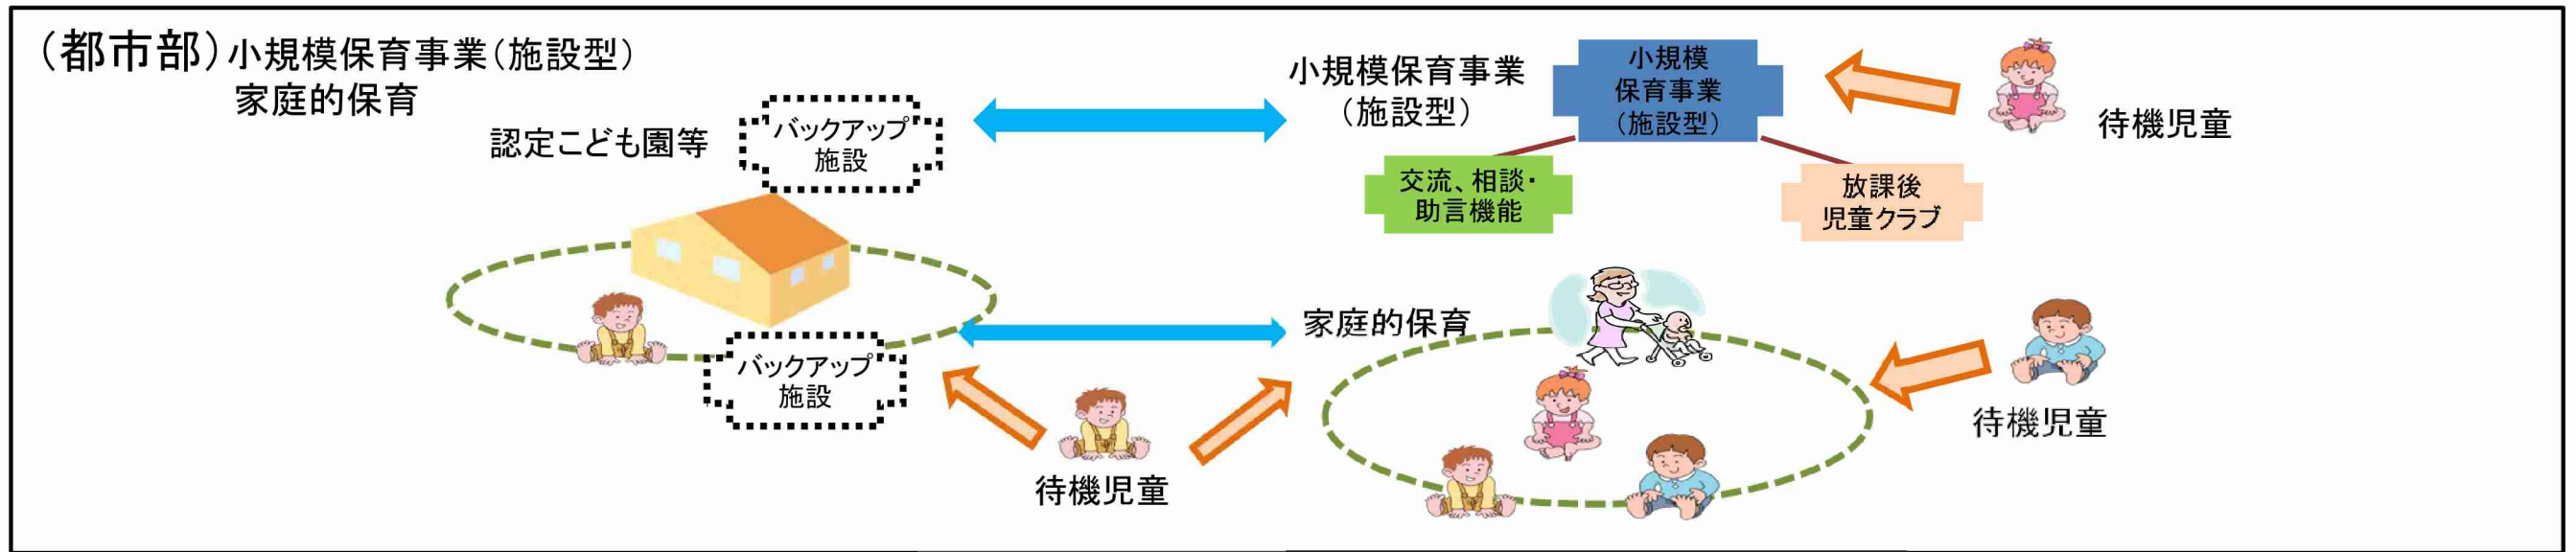 （都市部）小規模保育事業（施設型）
家庭的保育
認定こども園等
バックアップ
施設
小規模保育事業
（施設型）
小規模
保育事業
（施設型）
待機児童
交流、相談・
助言機能
放課後
児童クラブ
家庭的保育
バックアップ
施設
待機児童
待機児童